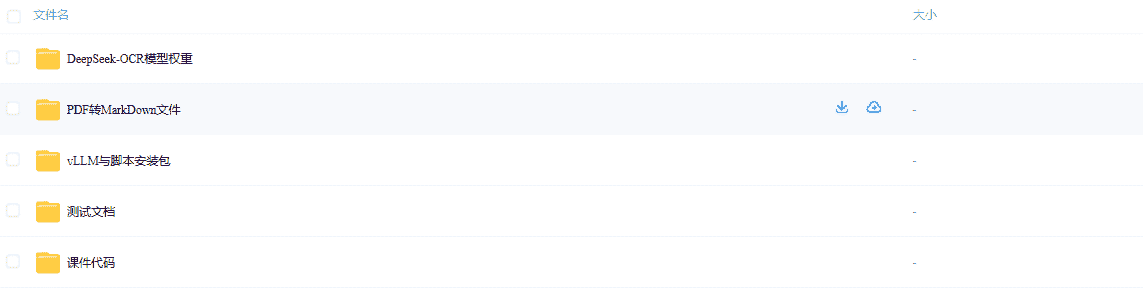 文件名 大小
DeepSeek-OCR模型权重 -
PDF转MarkDown文件 -
vLLM与脚本安装包 -
测试文档 -
课件代码 -